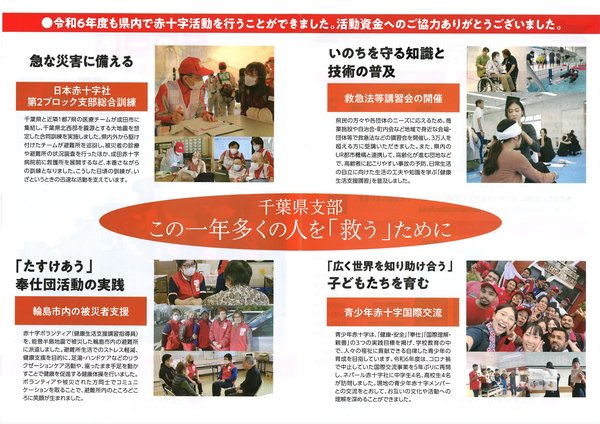 ●令和6年度も県内で赤十字活動を行うことができました。活動資金へのご協力ありがとうございました。
急な災害に備える
日本赤十字社
第2ブロック支部総合訓練
千葉県と近隣1都7県の医療チームが成田市に
集結し、千葉県北西部を震源とする大地震を想
定した合同訓練を実施しました。県内外から駆け
付けたチームが避難所を巡回し、被災者の診療
や避難所の状況調査を行ったほか、成田赤十字
病院前に救護所を展開するなど、本番さながら
の訓練となりました。こうした日頃の訓練が、い
ざというときの迅速な活動を支えています。
いのちを守る知識と
技術の普及
救急法等講習会の開催
県民の方々や各団体のニーズに応えるため、商
業施設や自治会・町内会など地域で身近な会場・
団体等で救急法などの講習会を開催し、3万人を
超える方に受講いただきました。また、県内の
UR都市機構と連携して、高齢化が進む団地など
で、高齢者に起こりやすい事故の予防、日常生活
の自立に向けた生活の工夫や知識を学ぶ「健康
生活支援講習」を普及しました。
千葉県支部
この一年多くの人を「救う」ために
「たすけあう」
奉仕団活動の実践
輪島市内の被災者支援
赤十字ボランティア(健康生活支援講習指導員)
を、能登半島地震で被災した輪島市内の避難所
に派遣しました。避難所生活でのストレス軽減、
健康支援を目的に、足湯・ハンドケアなどのリラ
クゼーションケア活動や、座ったまま手足を動か
すことで健康を促進する健康体操を行いました。
ボランティアや被災された方同士でコミュニ
ケーションを取ることで、避難所内のところどこ
ろに笑顔が生まれました。
「広く世界を知り助け合う」
子どもたちを育む
青少年赤十字国際交流
青少年赤十字は、「健康・安全」「奉仕」「国際理解・
親善」の3つの実践目標を掲げ、学校教育の中
で、人々の福祉に貢献できる自律した青少年の
育成を目指しています。令和6年度は、コロナ禍
で中止していた国際交流事業を5年ぶりに再開
し、ネパール赤十字社に中学生4名、高校生4名
が訪問しました。現地の青少年赤十字メンバー
との交流をとおして、お互いの文化や活動への
理解を深めることができました。